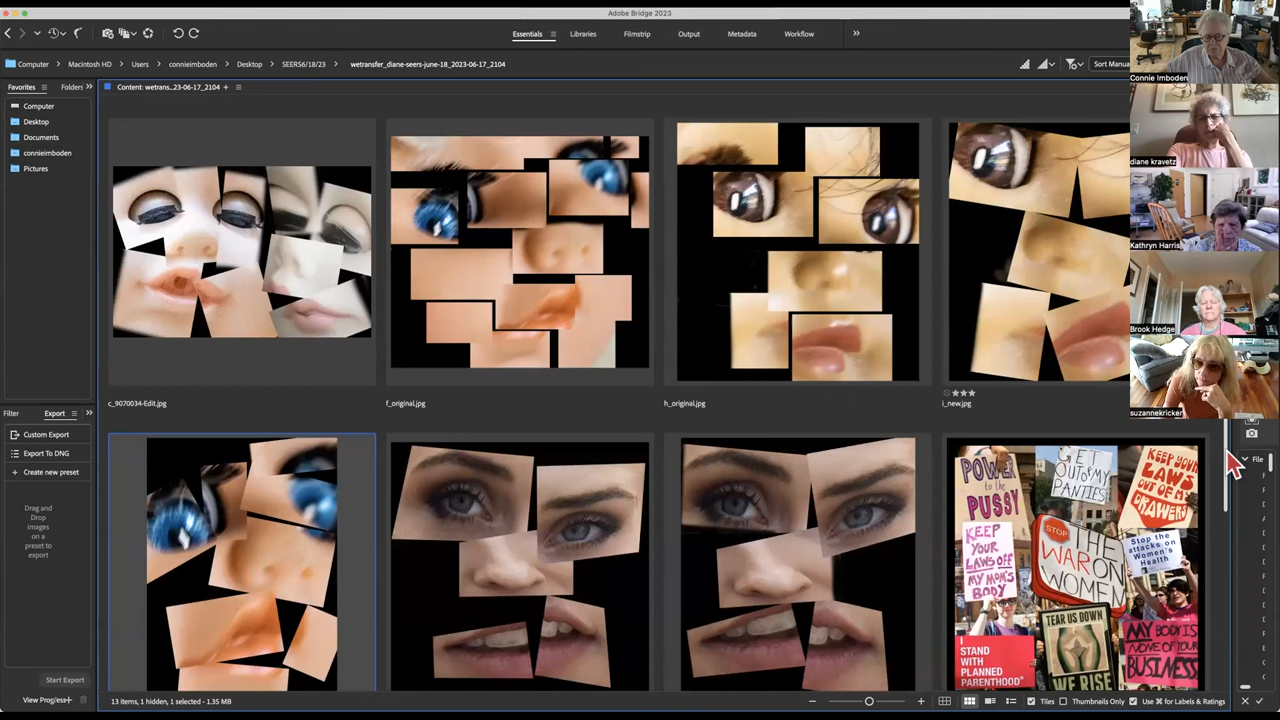 Adobe Bridge 2023
Essentials
Libraries
Filmstrip
Output
Metadata
Workflow
Computer
Macintosh HD
Users
connieimboden
Desktop
SEERS6/18/23
wetransfer_diane-seers-june-18_2023-06-17_2104
Sort Manua
Favorites
Folders
Content: wetrans...23-06-17_2104
Computer
Desktop
Documents
connieimboden
Pictures
Connie Imboden
diane kravetz
Kathryn Harris
Brook Hedge
suzannekricker
c_9070034-Edit.jpg
f_original.jpg
h_original.jpg
i_new.jpg
Filter
Export
Custom Export
Export To DNG
Create new preset
Drag and
Drop
images
on a
preset to
export
Start Export
View Progress
File
POWER
to the
PUSSY
GET
OUTS MY
PANTIES
KEEP YOUR
LAWS
OUT OF MY
DRAWERS
KEEP
YOUR
LAWS OFF
MY MOM'S
BODY
STOP
THE
WAR ON
WOMEN
Stop the
attacks on
Women's
Health
I
STAND
WITH
PLANNED
PARENTHOOD
TEAR US DOWN
WE RISE
MY BODY IS
NONE OF YOUR
BUSINESS
13 items, 1 hidden, 1 selected - 1.35 MB
Tiles
Thumbnails Only
Use ⌘ for Labels & Ratings